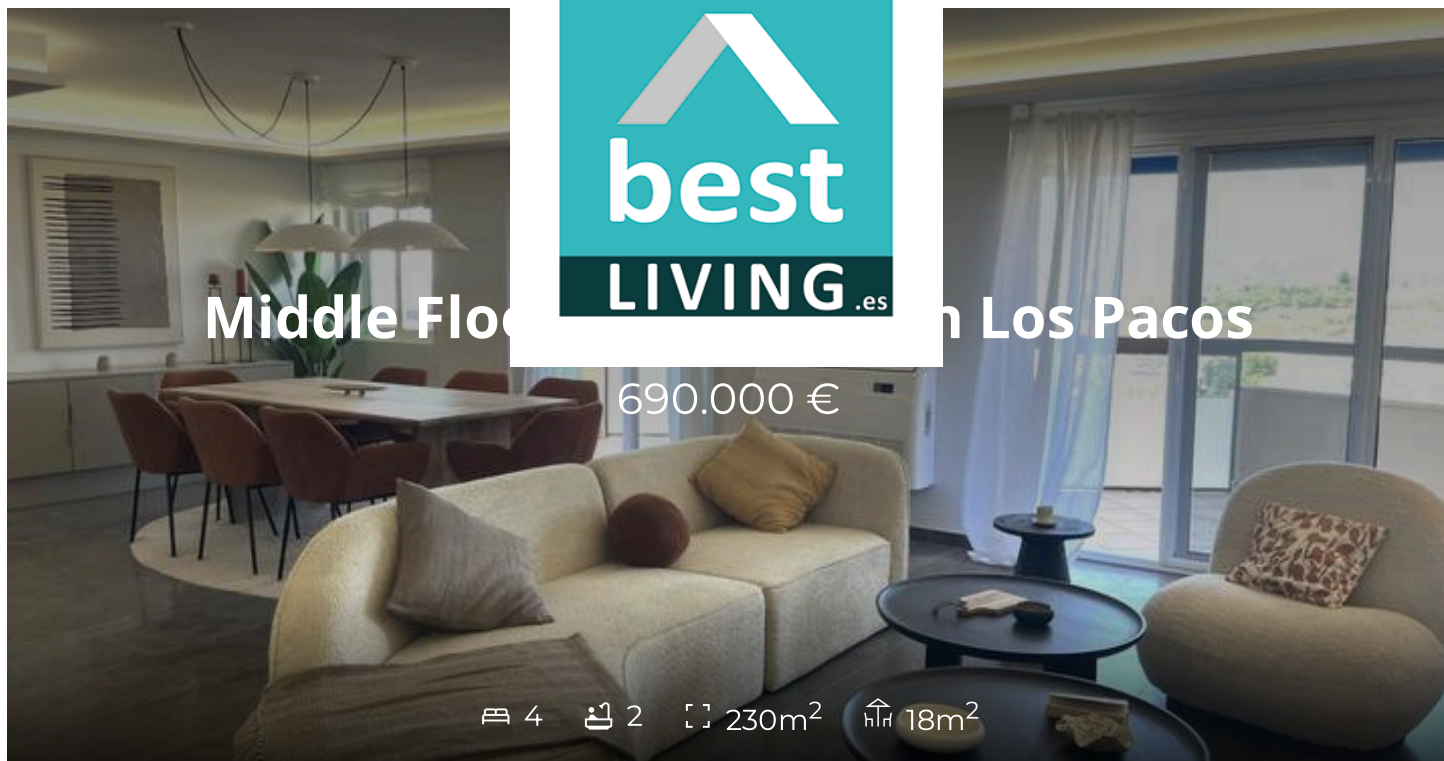 best
LIVING.es
Middle Floo n Los Pacos
690.000 €
4 2 230m² 18m²